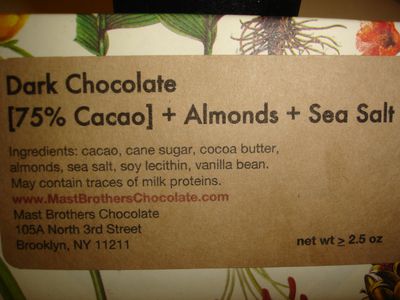 Dark Chocolate
[75% Cacao] + Almonds + Sea Salt
Ingredients: cacao, cane sugar, cocoa butter,
almonds, sea salt, soy lecithin, vanilla bean.
May contain traces of milk proteins.
www.MastBrothersChocolate.com
Mast Brothers Chocolate
105A North 3rd Street
Brooklyn, NY 11211
net wt ≥ 2.5 oz